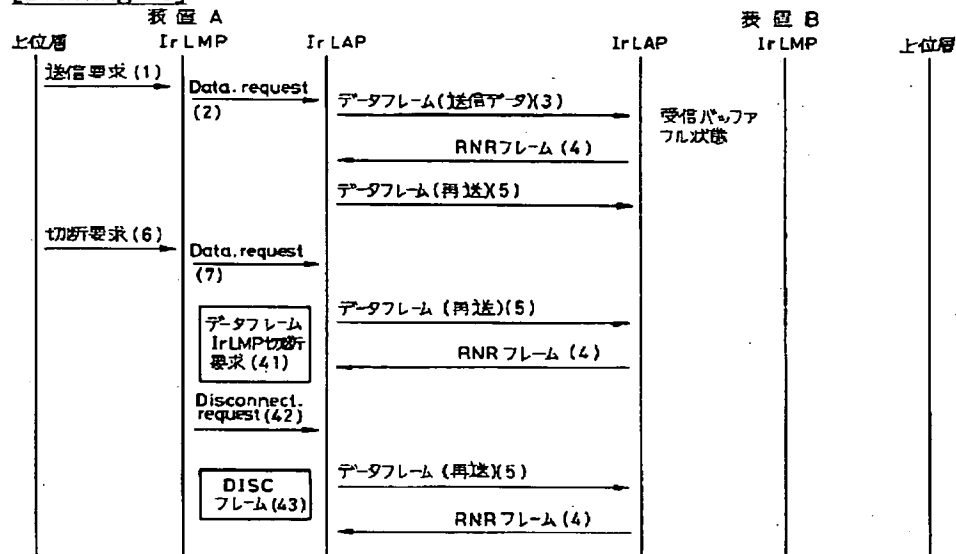 装置 A
装置 B
上位層
IrLMP
IrLAP
IrLAP
IrLMP
上位層
送信要求(1)
Data.request
(2)
データフレーム(送信データ)(3)
受信バッファ
フル状態
RNRフレーム(4)
データフレーム(再送)(5)
切断要求(6)
Data.request
(7)
データフレーム(再送)(5)
データフレーム
IrLMP切断
要求(41)
RNRフレーム(4)
Disconnect.
request(42)
データフレーム(再送)(5)
DISC
フレーム(43)
RNRフレーム(4)